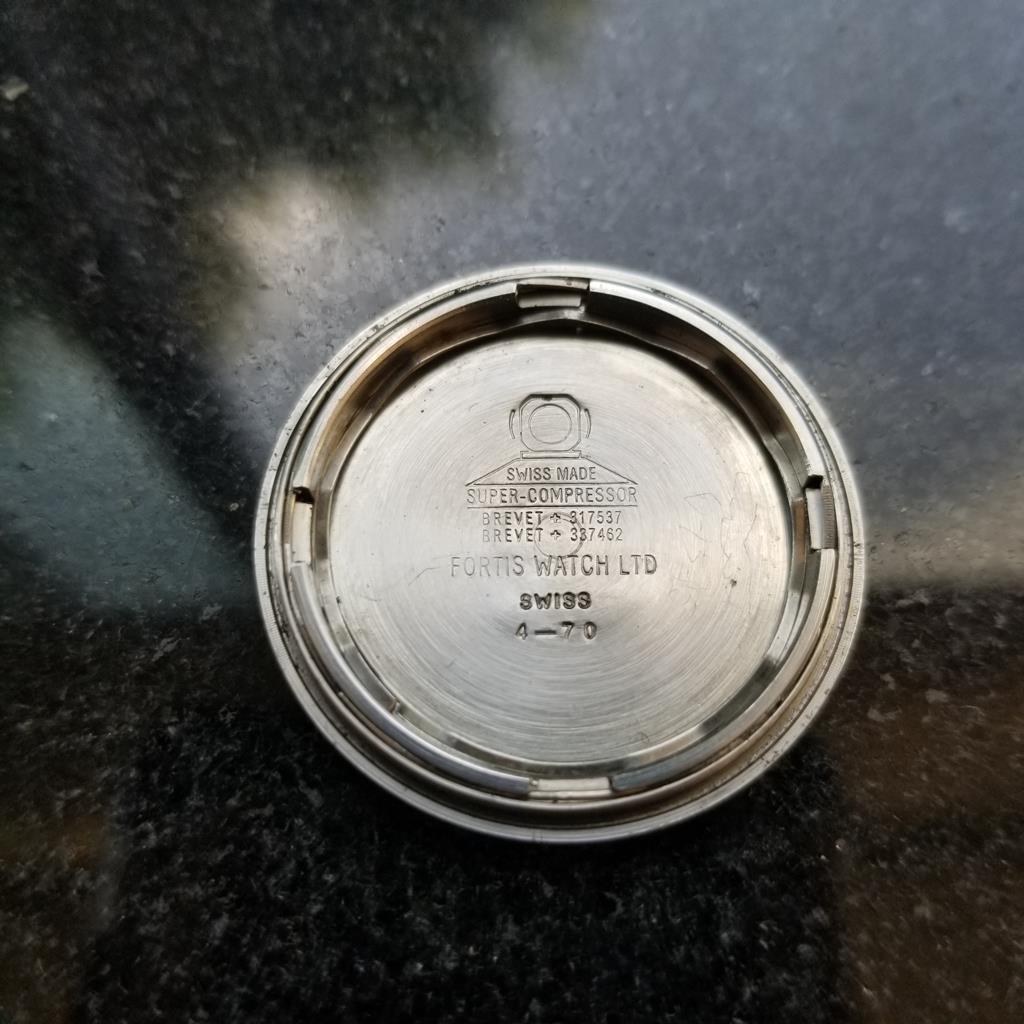 SWISS MADE
SUPER-COMPRESSOR
BREVET + 317537
BREVET + 337462
FORTIS WATCH LTD
SWISS
4—70